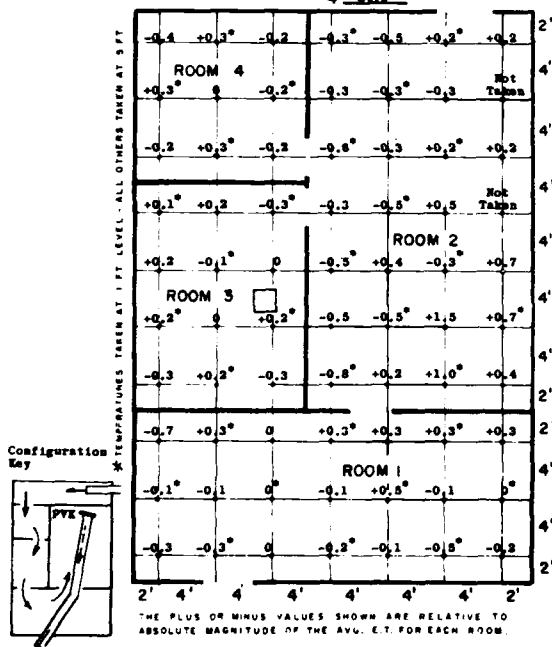 2'
-0.4 +0.3* -0.2 -0.3 -0.5 +0.2* +0.2
ROOM 4
4'
Not
+0.3* 0 -0.2* -0.3 -0.3* -0.3 Taken
4'
-0.2 +0.3* -0.2 -0.6* -0.3 +0.2* +0.2
4'
Not
+0.1* +0.2 -0.3* -0.3 -0.5 +0.5 Taken
ROOM 2
4'
+0.2 -0.1* 0 -0.5* +0.4 -0.3* +0.7
ROOM 3
4'
+0.2* 0 +0.2* -0.5 -0.5* +1.5 +0.7*
4'
-0.3 +0.2* -0.3 -0.8* +0.2 +1.0* +0.4
4'
-0.7 +0.3* 0 +0.3* +0.3 +0.3* +0.3
ROOM 1
4'
-0.1* -0.1 0* -0.1 +0.5* -0.1 0*
4'
-0.3 -0.3* 0 -0.2* -0.1 -0.5* -0.2
2'
2' 4' 4' 4' 4' 4' 4' 2'
* TEMPERATURES TAKEN AT 1 FT LEVEL - ALL OTHERS TAKEN AT 5 FT
Configuration
Key
PVK
THE PLUS OR MINUS VALUES SHOWN ARE RELATIVE TO
ABSOLUTE MAGNITUDE OF THE AVG. E.T. FOR EACH ROOM.